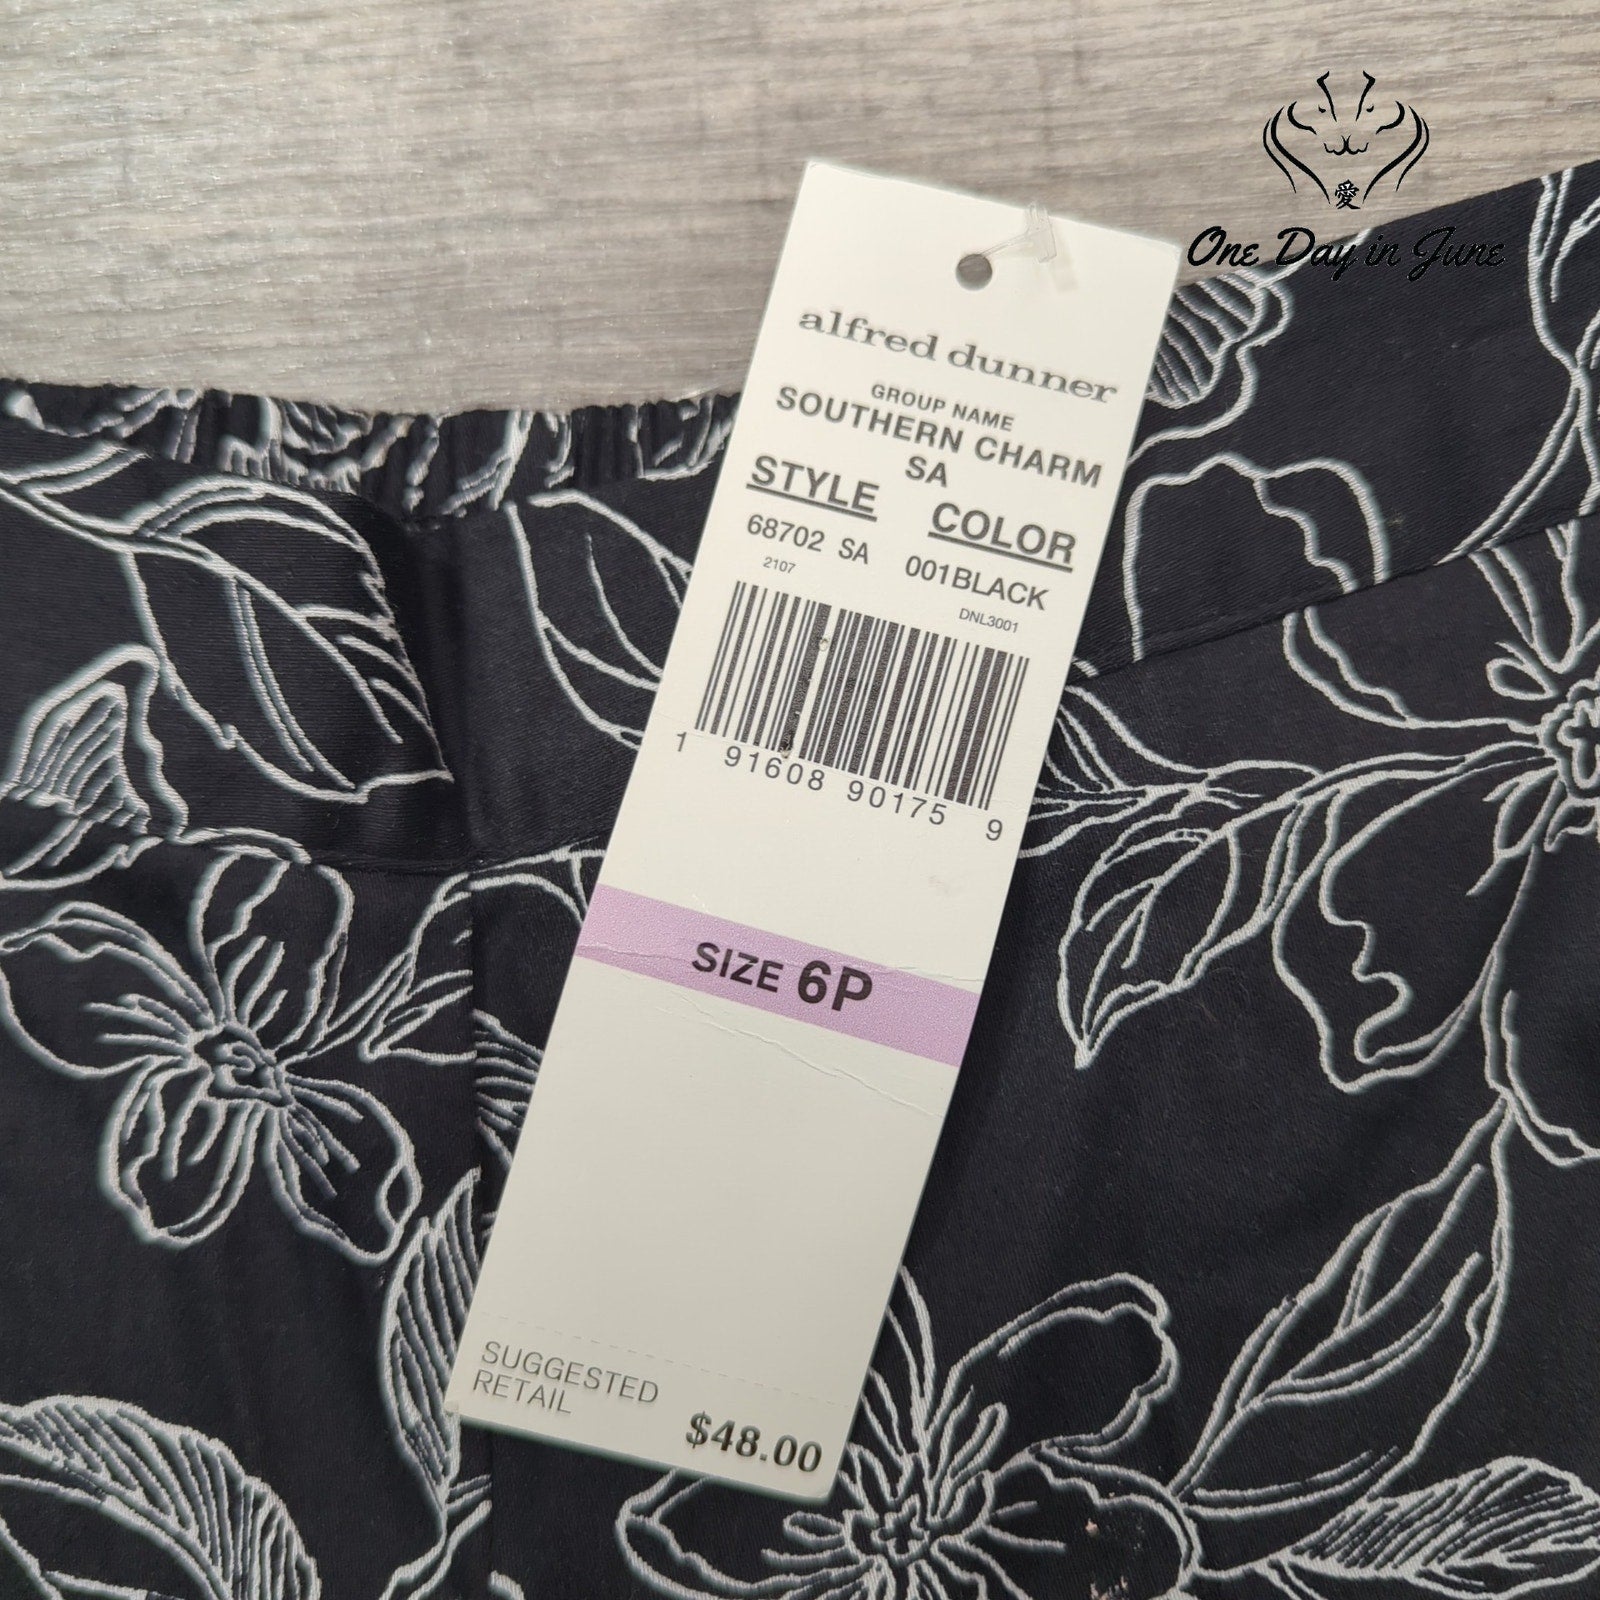 愛
One Day in June
alfred dunner
GROUP NAME
SOUTHERN CHARM
SA
STYLE COLOR
68702 SA 001BLACK
2107 DNL3001
1 91608 90175 9
SIZE 6P
SUGGESTED
RETAIL
$48.00